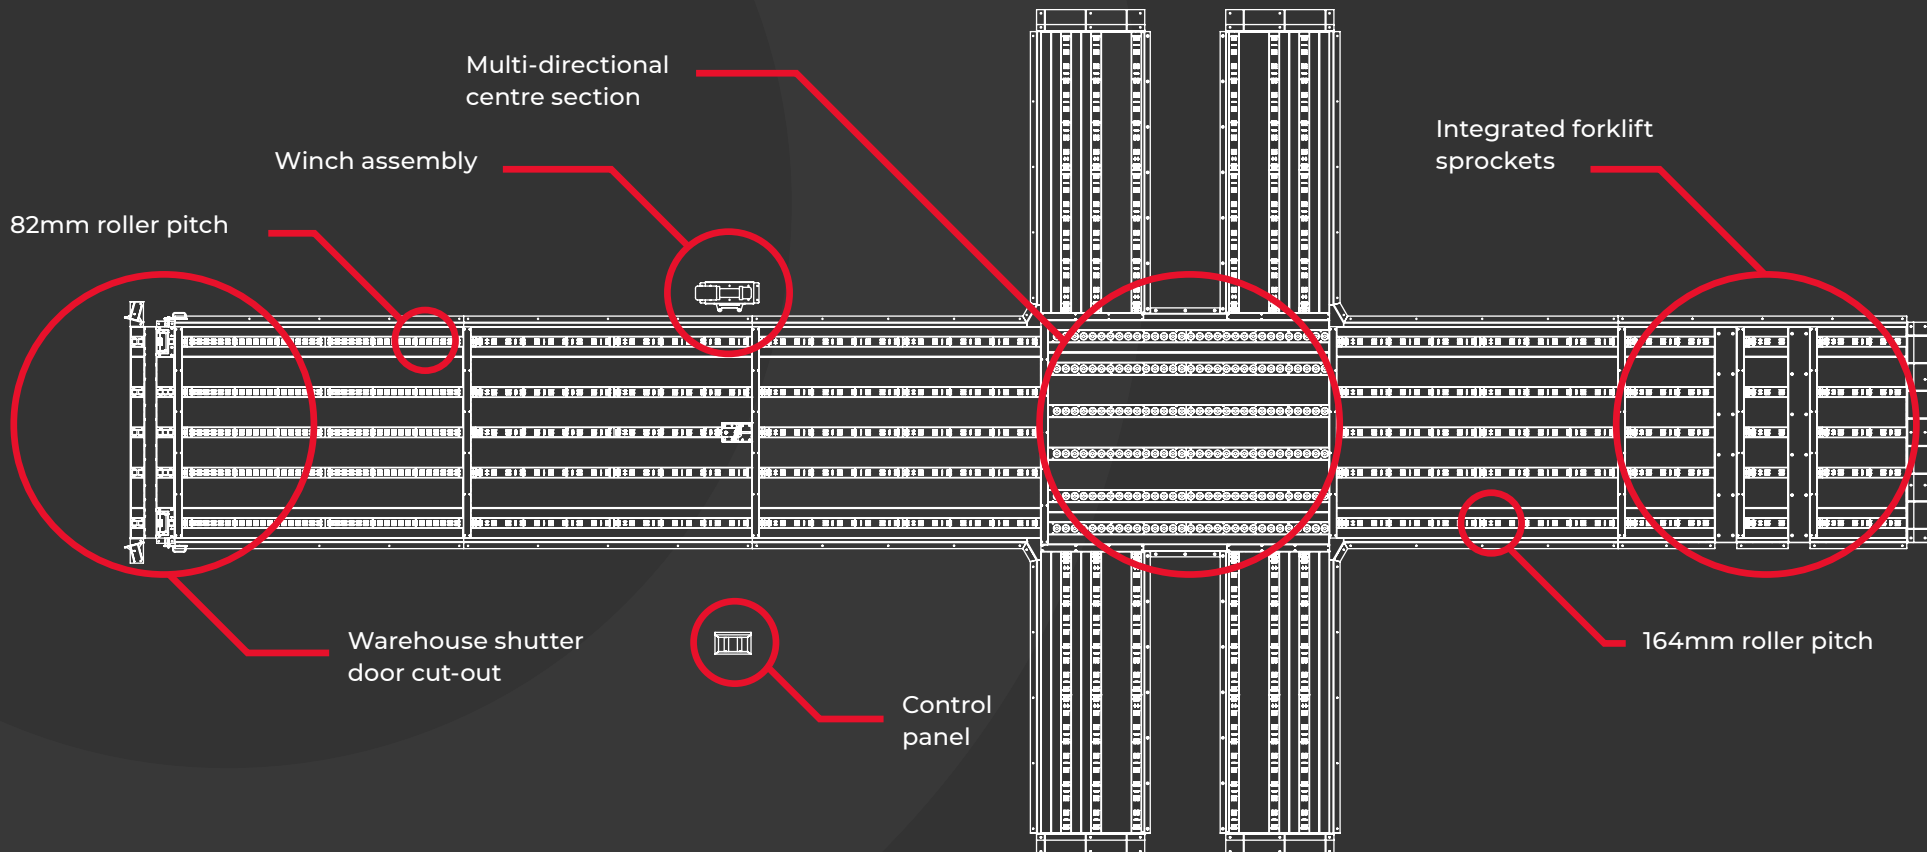 Multi-directional
centre section
Integrated forklift
sprockets
Winch assembly
82mm roller pitch
Warehouse shutter
door cut-out
164mm roller pitch
Control
panel